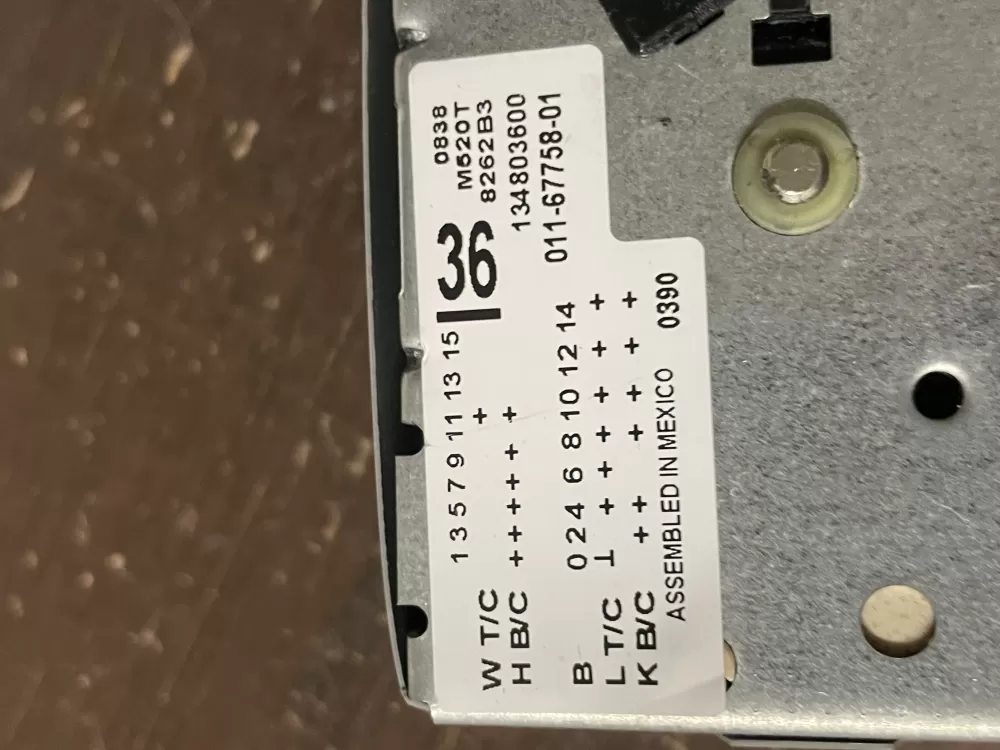 0838
M520T
8262B3
134803600
011-67758-01
36
1 3 5 7 9 11 13 15
W T/C +
H B/C + + + + +
B 0 2 4 6 8 10 12 14
L T/C ⊥ + + + + + +
K B/C + + + + + +
ASSEMBLED IN MEXICO 0390